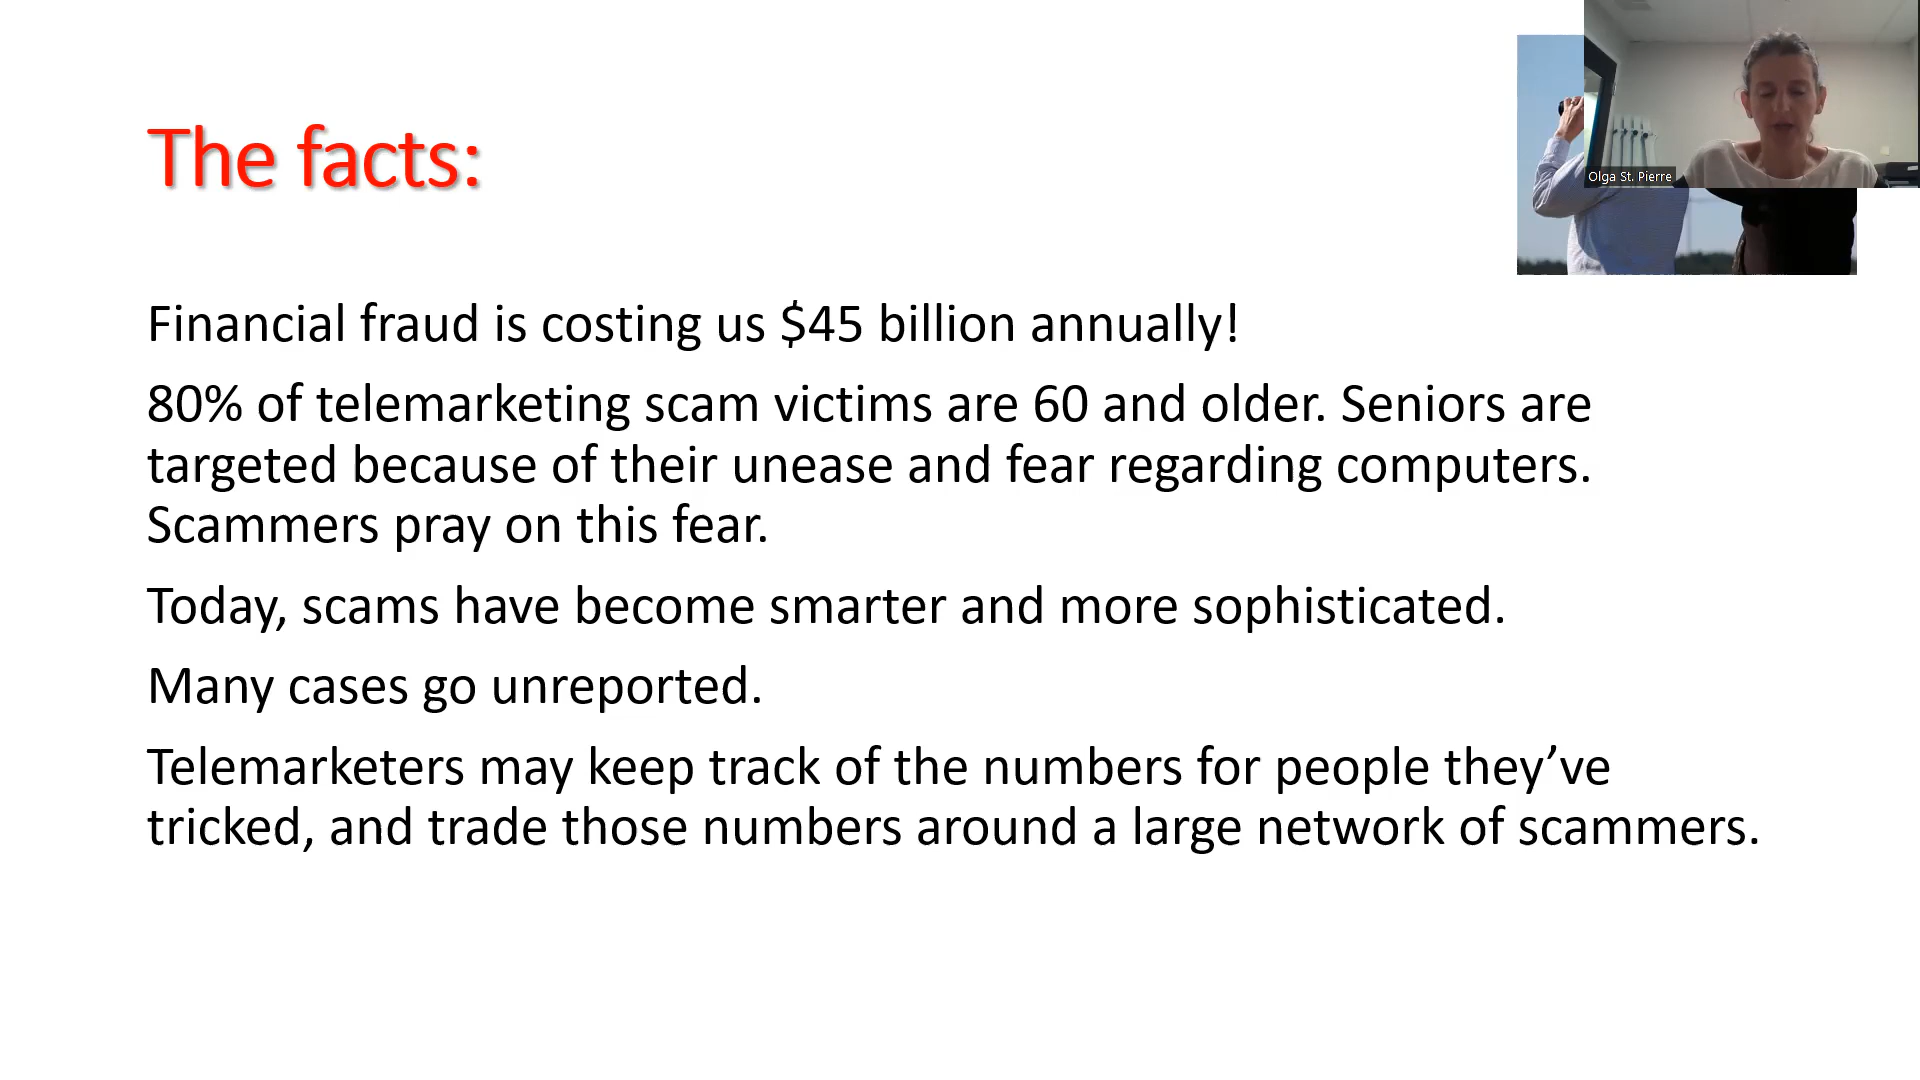 Olga St. Pierre
The facts:
Financial fraud is costing us $45 billion annually!
80% of telemarketing scam victims are 60 and older. Seniors are
targeted because of their unease and fear regarding computers.
Scammers pray on this fear.
Today, scams have become smarter and more sophisticated.
Many cases go unreported.
Telemarketers may keep track of the numbers for people they’ve
tricked, and trade those numbers around a large network of scammers.